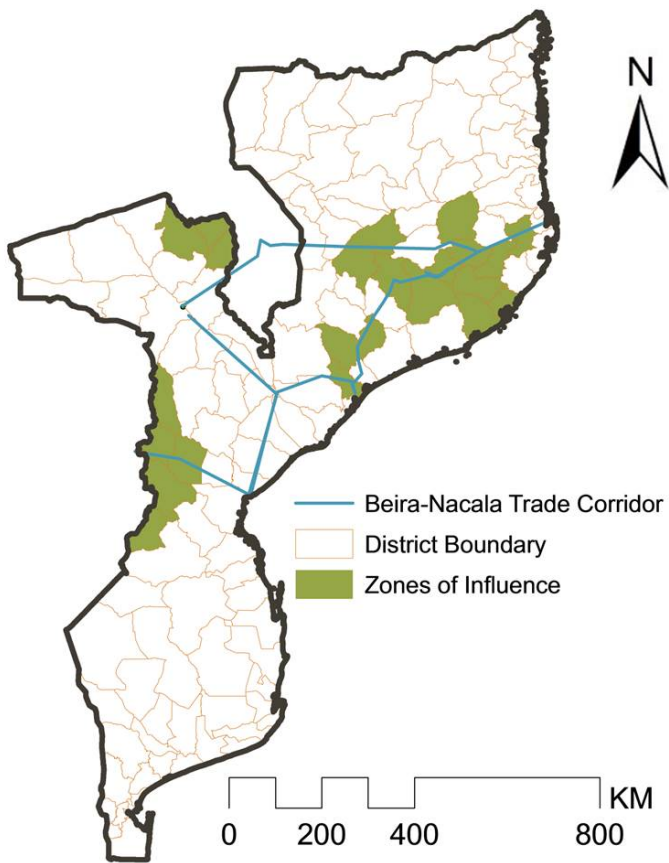 N
Beira-Nacala Trade Corridor
District Boundary
Zones of Influence
KM
0 200 400 800